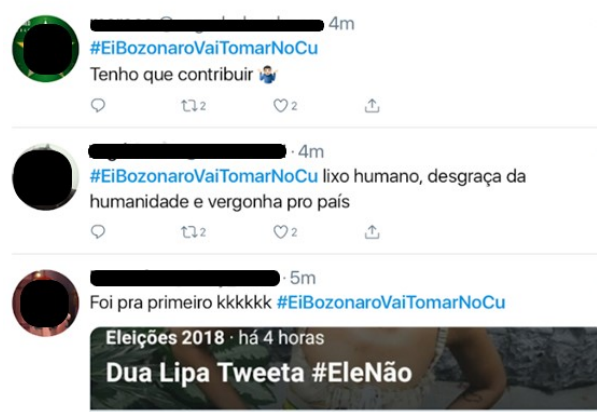 4m
#EiBozonaroVaiTomarNoCu
Tenho que contribuir 🤷🏻‍♂️
2 2
· 4m
#EiBozonaroVaiTomarNoCu lixo humano, desgraça da
humanidade e vergonha pro país
2 2
· 5m
Foi pra primeiro kkkkkk #EiBozonaroVaiTomarNoCu
Eleições 2018 · há 4 horas
Dua Lipa Tweeta #EleNão